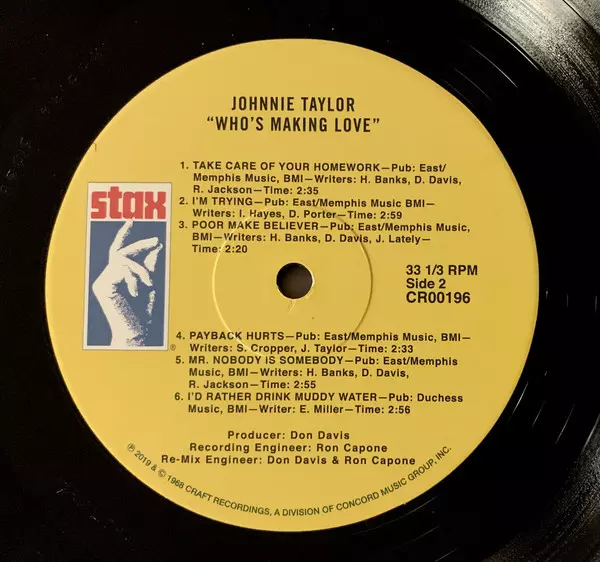 JOHNNIE TAYLOR
“WHO'S MAKING LOVE”
1. TAKE CARE OF YOUR HOMEWORK—Pub: East/
Memphis Music, BMI—Writers: H. Banks, D. Davis,
R. Jackson—Time: 2:35
2. I'M TRYING—Pub: East/Memphis Music BMI—
Writers: I. Hayes, D. Porter—Time: 2:59
3. POOR MAKE BELIEVER—Pub: East/Memphis Music,
BMI—Writers: H. Banks, D. Davis, J. Lately—
Time: 2:20
stax
®
33 1/3 RPM
Side 2
CR00196
4. PAYBACK HURTS—Pub: East/Memphis Music, BMI—
Writers: S. Cropper, J. Taylor—Time: 2:33
5. MR. NOBODY IS SOMEBODY—Pub: East/Memphis
Music, BMI—Writers: H. Banks, D. Davis,
R. Jackson—Time: 2:55
6. I'D RATHER DRINK MUDDY WATER—Pub: Duchess
Music, BMI—Writer: E. Miller—Time: 2:56
Producer: Don Davis
Recording Engineer: Ron Capone
Re-Mix Engineer: Don Davis & Ron Capone
℗ 2019 & © 1968 CRAFT RECORDINGS, A DIVISION OF CONCORD MUSIC GROUP, INC.